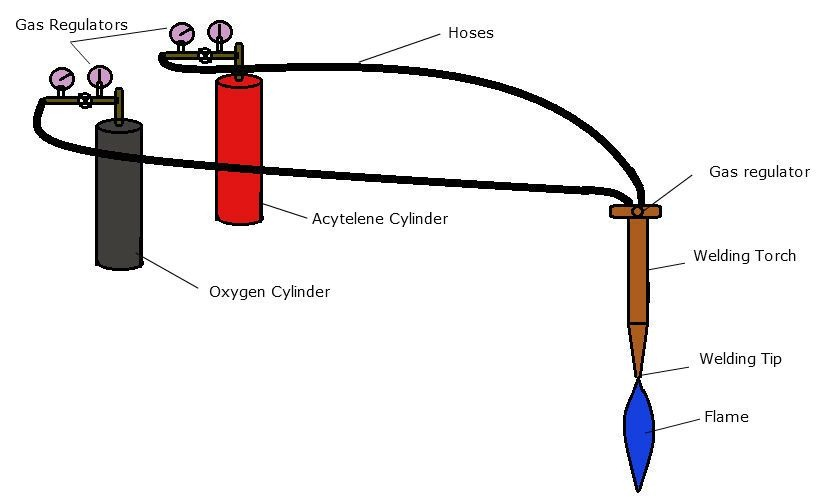 Gas Regulators
Hoses
Gas regulator
Acytelene Cylinder
Welding Torch
Oxygen Cylinder
Welding Tip
Flame